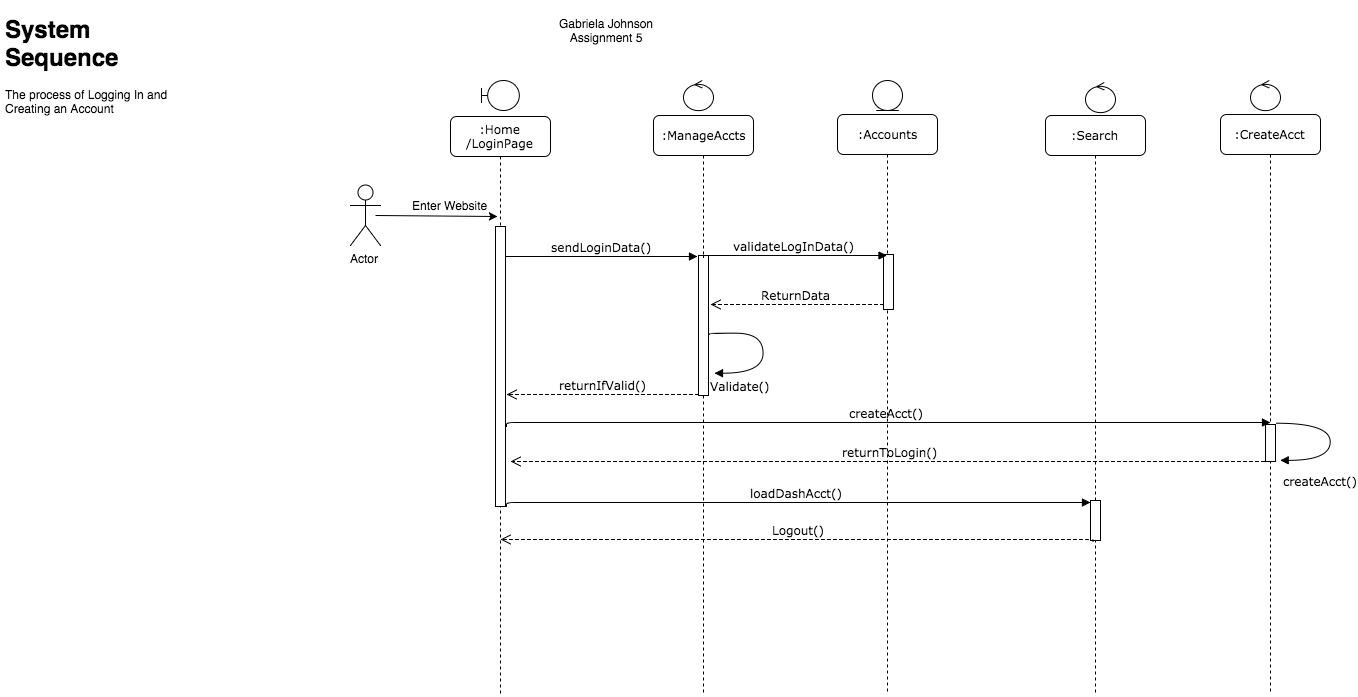 System
Sequence
The process of Logging In and
Creating an Account
Gabriela Johnson
Assignment 5
:Home
/LoginPage
:ManageAccts
:Accounts
:Search
:CreateAcct
Enter Website
Actor
sendLoginData()
validateLogInData()
ReturnData
Validate()
returnIfValid()
createAcct()
returnToLogin()
createAcct()
loadDashAcct()
Logout()